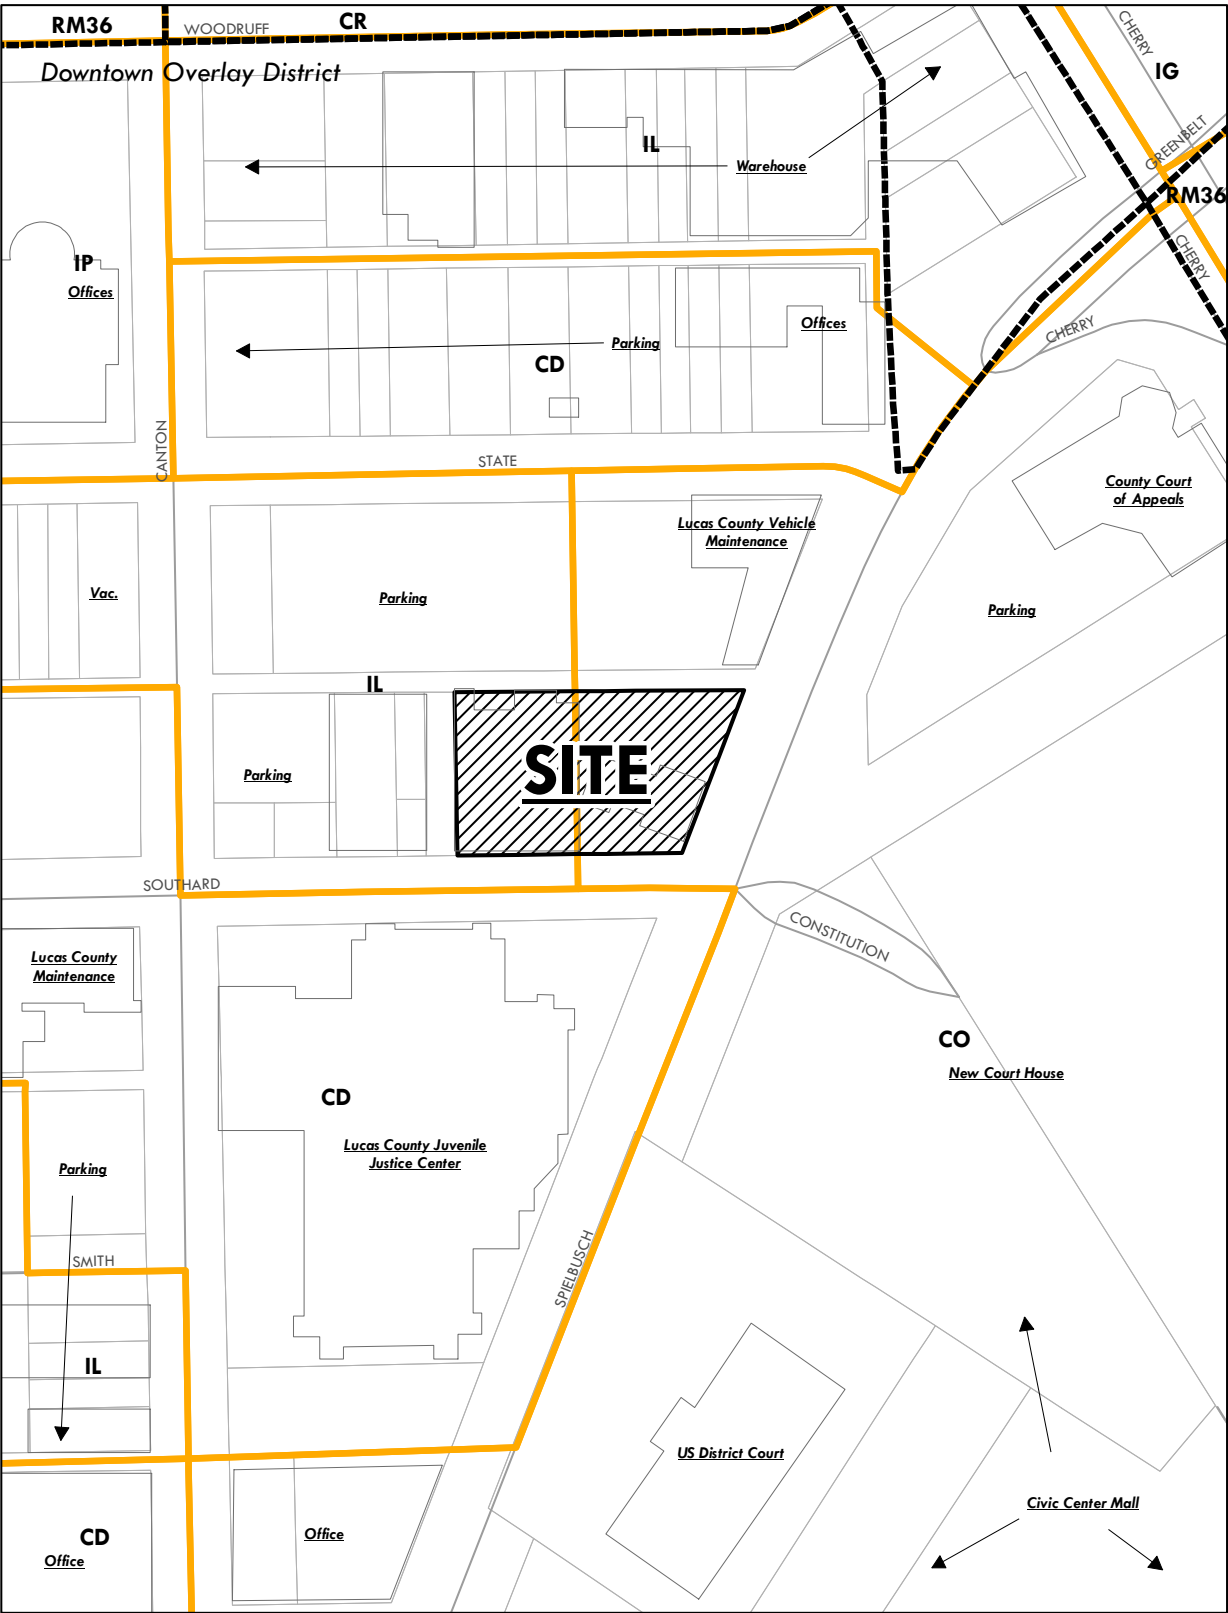 RM36
WOODRUFF
CR
CHERRY
IG
Downtown Overlay District
GREENBELT
IL
Warehouse
RM36
IP
Offices
CHERRY
Offices
CHERRY
Parking
CD
CANTON
STATE
County Court
of Appeals
Lucas County Vehicle
Maintenance
Vac.
Parking
Parking
IL
SITE
Parking
SOUTHARD
CONSTITUTION
Lucas County
Maintenance
CO
New Court House
CD
Lucas County Juvenile
Justice Center
Parking
SMITH
SPIELBUSCH
IL
US District Court
Civic Center Mall
CD
Office
Office